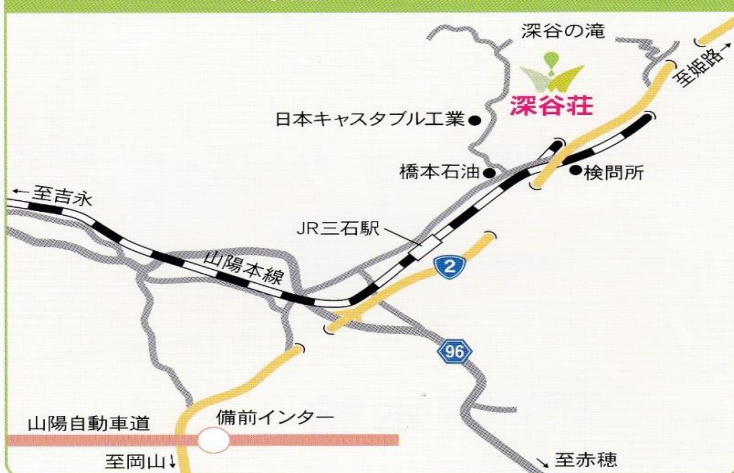 深谷の滝
至姫路→
深谷荘
日本キャスタブル工業
橋本石油
検問所
←至吉永
JR三石駅
山陽本線
2
96
山陽自動車道
備前インター
至岡山↓
↘至赤穂